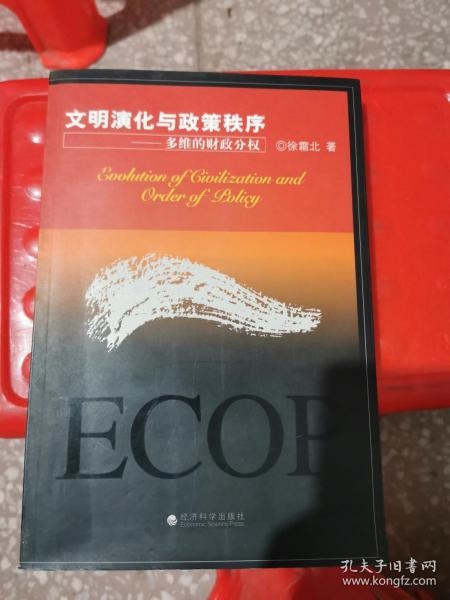 文明演化与政策秩序
——多维的财政分权 ◎徐霜北 著
Evolution of Civilization and
Order of Policy
ECOP
经济科学出版社
Economic Science Press
孔夫子旧书网
www.kongfz.com